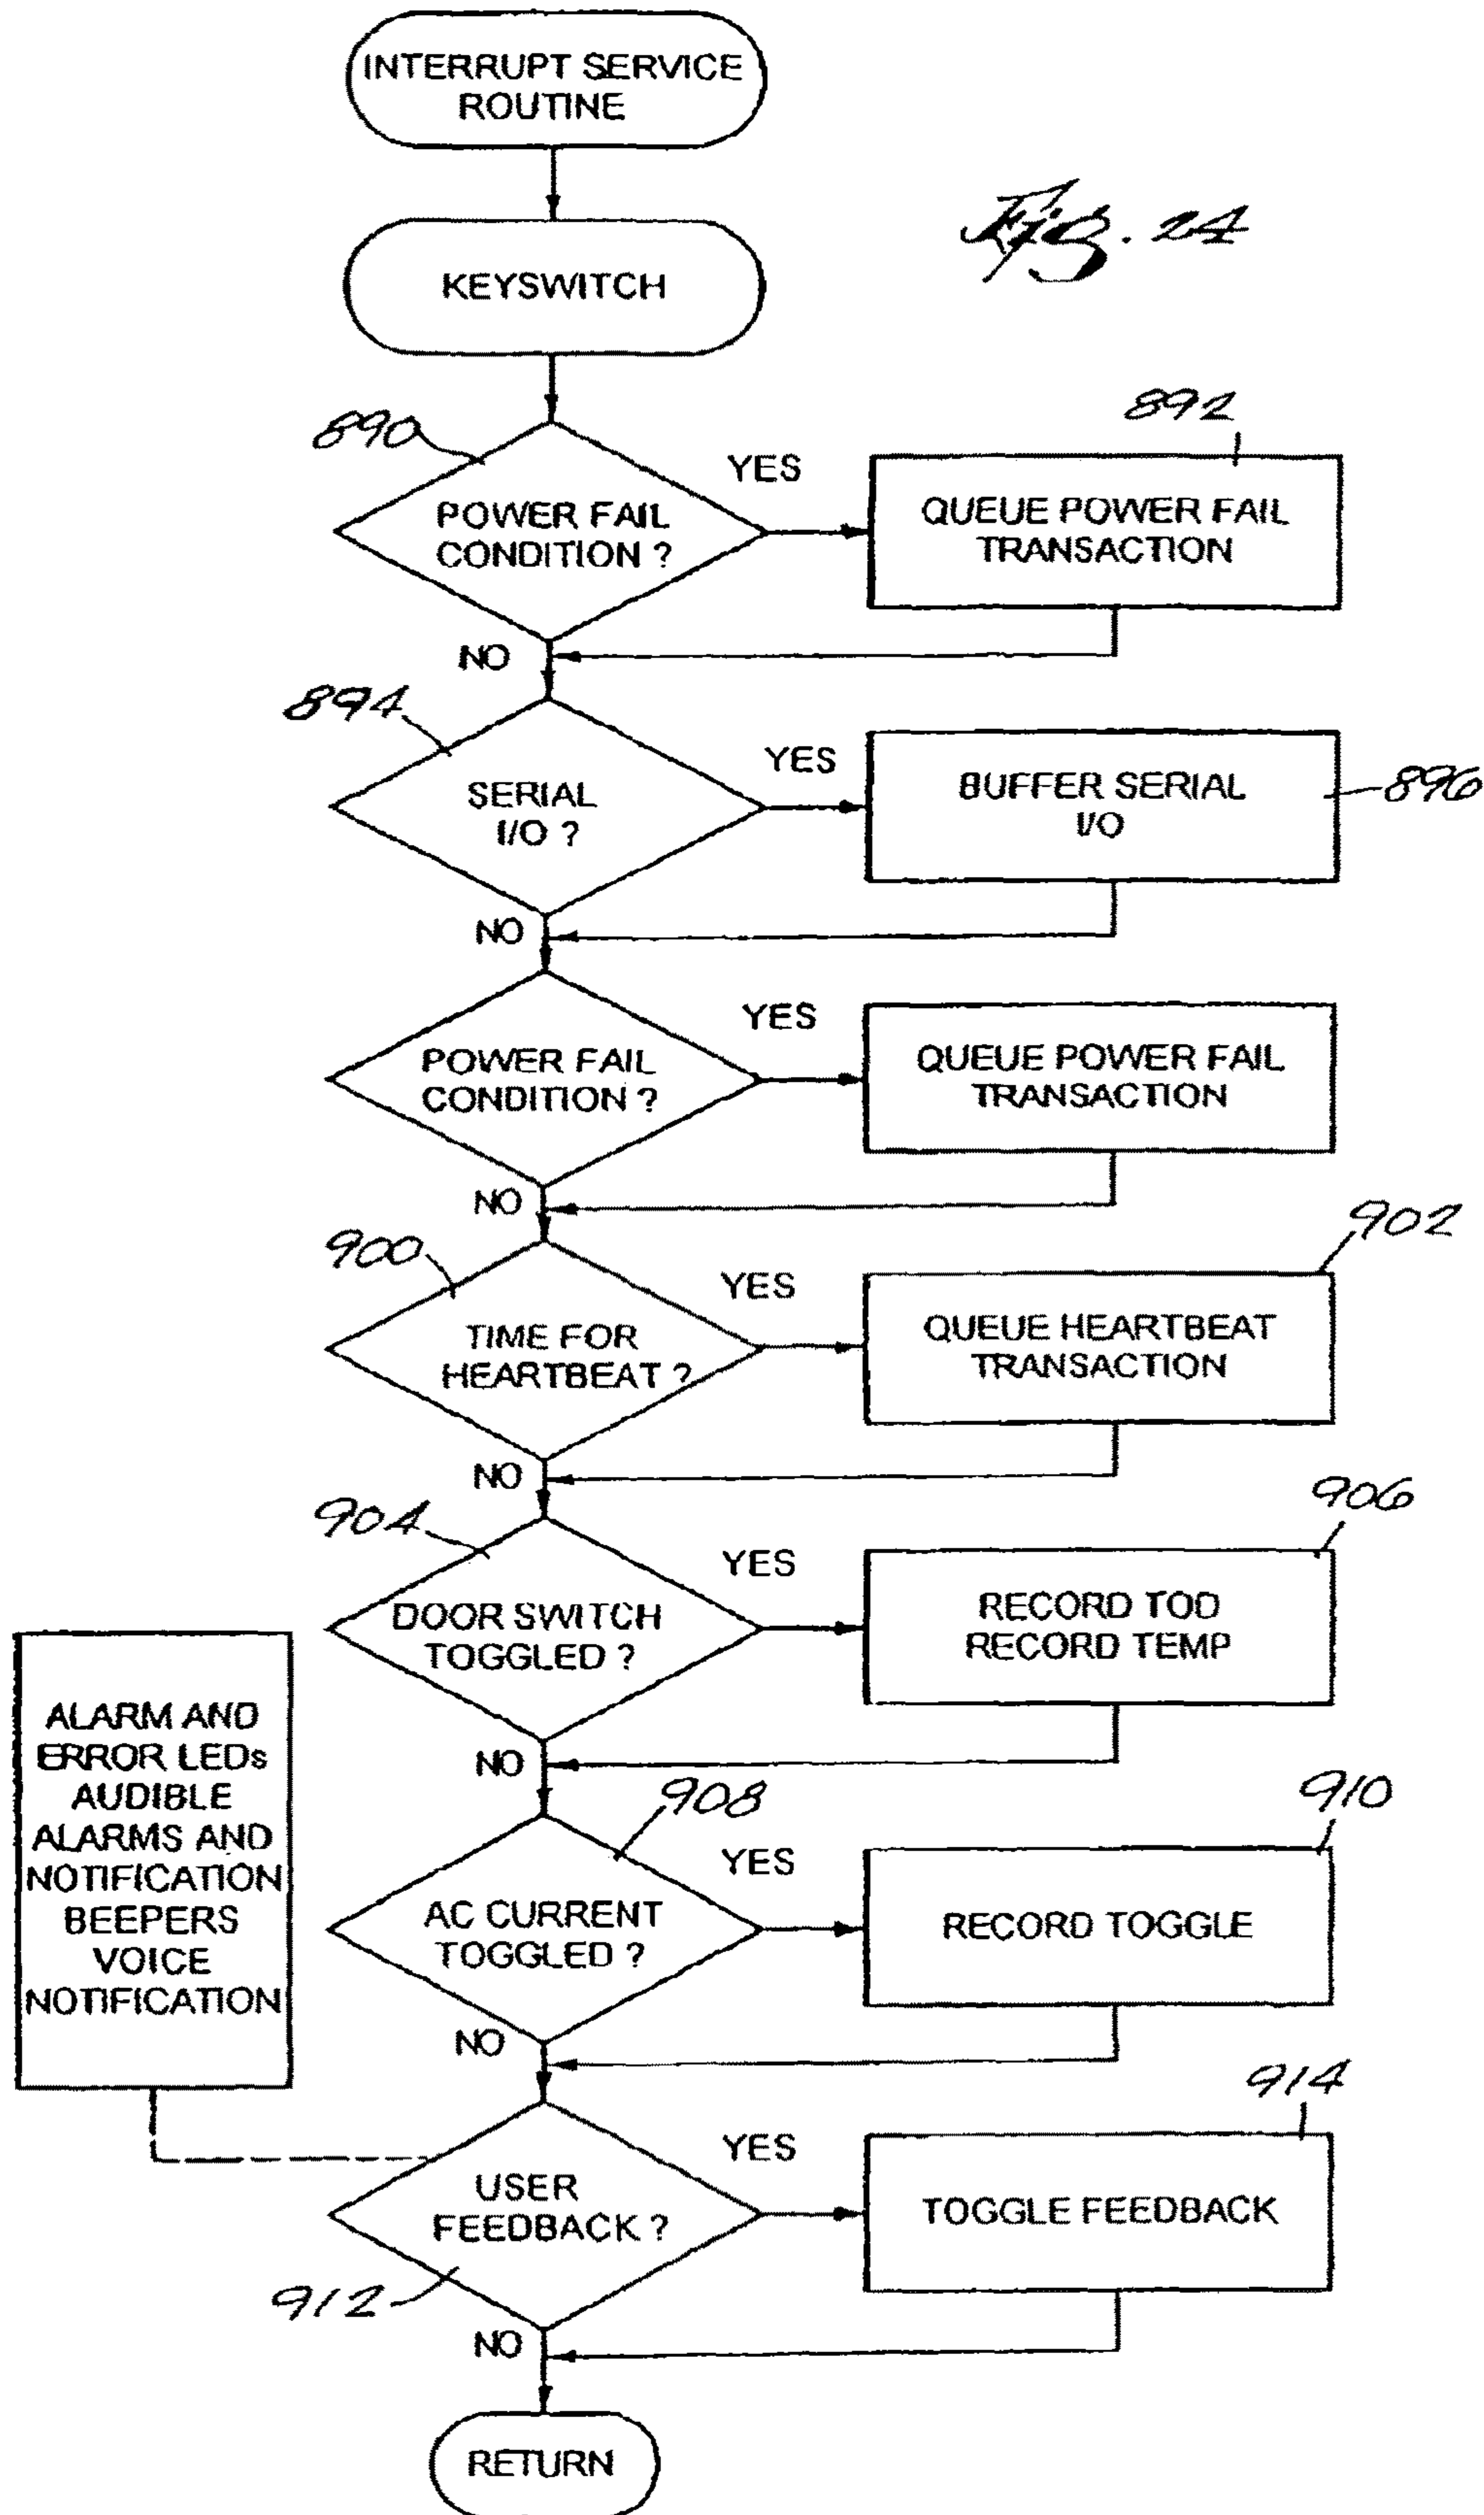 INTERRUPT SERVICE
ROUTINE
Fig. 24
KEYSWITCH
890
POWER FAIL
CONDITION ?
YES
892
QUEUE POWER FAIL
TRANSACTION
NO
894
SERIAL
I/O ?
YES
BUFFER SERIAL
I/O
896
NO
POWER FAIL
CONDITION ?
YES
QUEUE POWER FAIL
TRANSACTION
NO
900
TIME FOR
HEARTBEAT ?
YES
902
QUEUE HEARTBEAT
TRANSACTION
NO
904
DOOR SWITCH
TOGGLED ?
YES
906
RECORD TOD
RECORD TEMP
NO
ALARM AND
ERROR LEDs
AUDIBLE
ALARMS AND
NOTIFICATION
BEEPERS
VOICE
NOTIFICATION
908
AC CURRENT
TOGGLED ?
YES
910
RECORD TOGGLE
NO
USER
FEEDBACK ?
912
YES
914
TOGGLE FEEDBACK
NO
RETURN